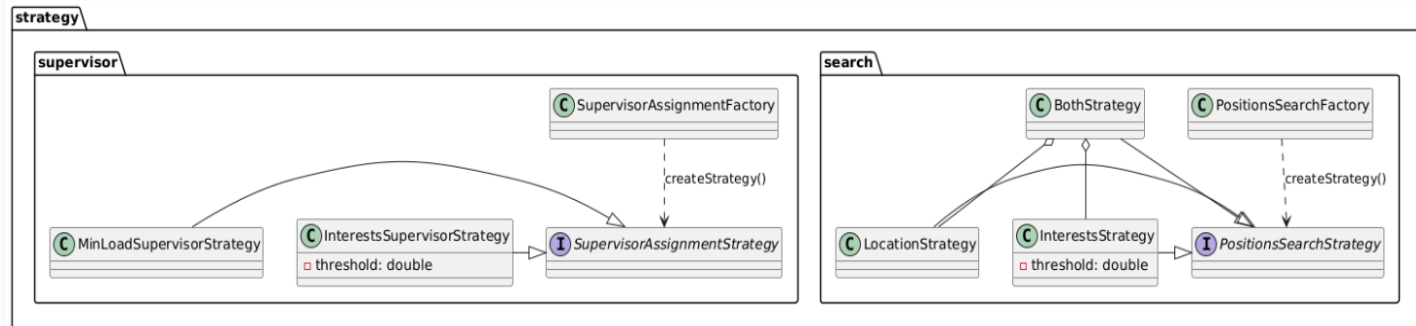 strategy
supervisor
search
C SupervisorAssignmentFactory
C BothStrategy
C PositionsSearchFactory
createStrategy()
createStrategy()
C MinLoadSupervisorStrategy
C InterestsSupervisorStrategy
threshold: double
I SupervisorAssignmentStrategy
C LocationStrategy
C InterestsStrategy
threshold: double
I PositionsSearchStrategy